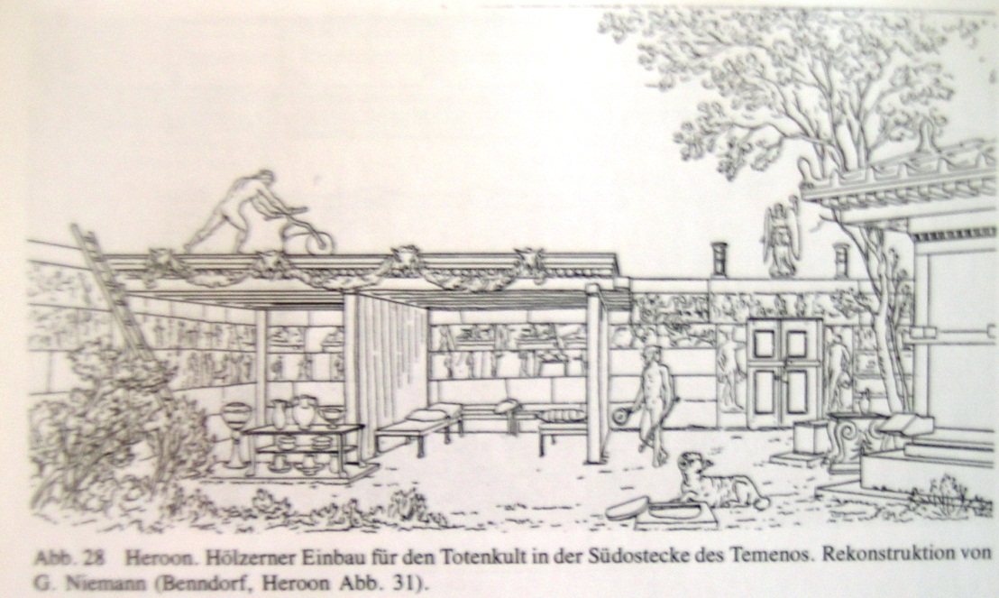 Abb. 28 Heroon. Hölzerner Einbau für den Totenkult in der Südostecke des Temenos. Rekonstruktion von
G. Niemann (Benndorf, Heroon Abb. 31).